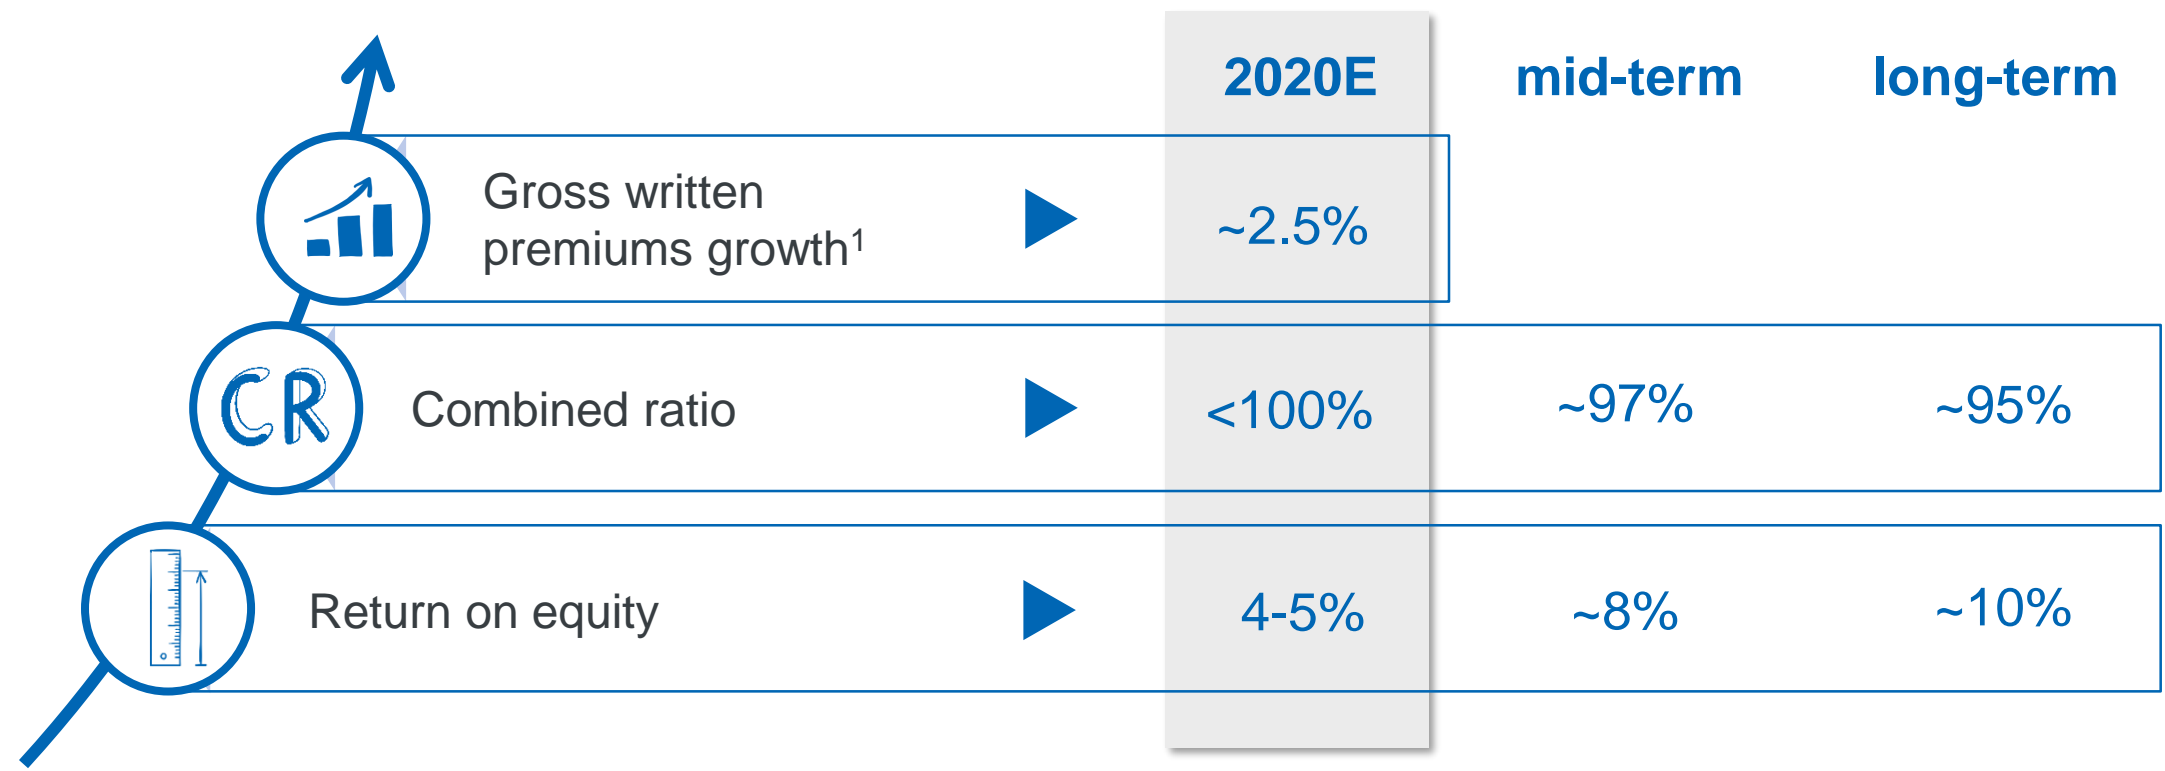 2020E mid-term long-term
Gross written
premiums growth¹
~2.5%
CR
Combined ratio
<100% ~97% ~95%
Return on equity
4-5% ~8% ~10%